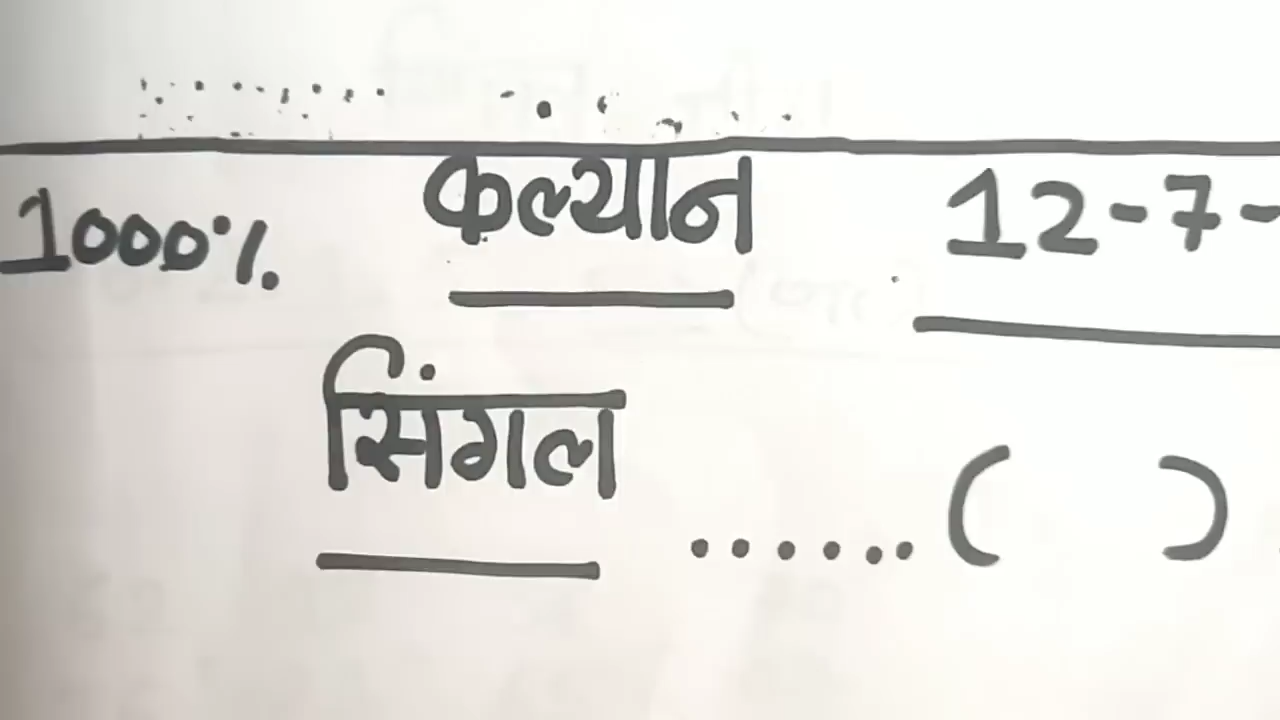 1000% कल्यान 12-7-
सिंगल ......( )